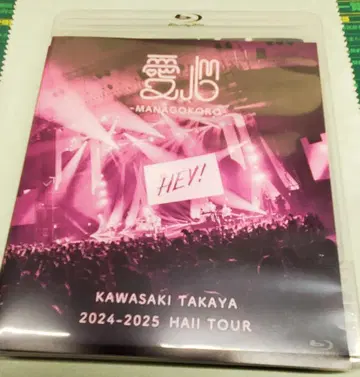 愛心
-MANAGOKORO-
HEY!
KAWASAKI TAKAYA
2024-2025 HAll TOUR